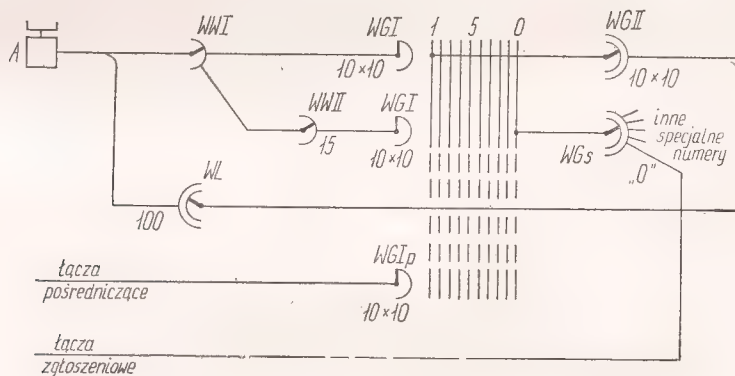 A
WWI
WGI
1 5 0
WGII
10×10
10×10
WWII
WGI
15
10×10
WGs
inne
specjalne
numery
„0"
WL
100
WGIp
łącza
pośredniczące
10×10
łącza
zgłoszeniowe